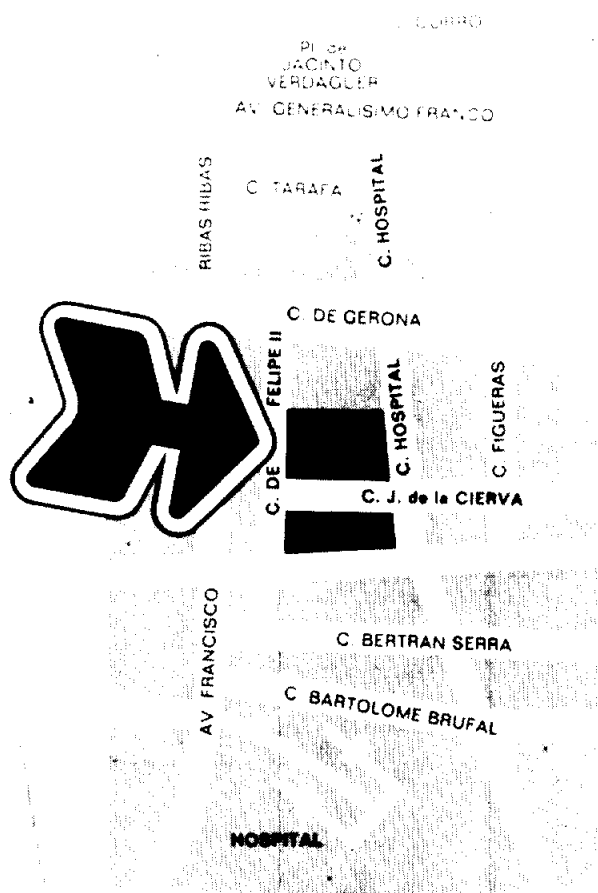 Pl. de
JACINTO
VERDAGUER
AV. GENERALISIMO FRANCO
RIBAS RIBAS
C. TARAFA
C. HOSPITAL
C. DE GERONA
C. DE FELIPE II
C. HOSPITAL
C. FIGUERAS
C. J. de la CIERVA
AV. FRANCISCO
C. BERTRAN SERRA
C. BARTOLOME BRUFAL
HOSPITAL